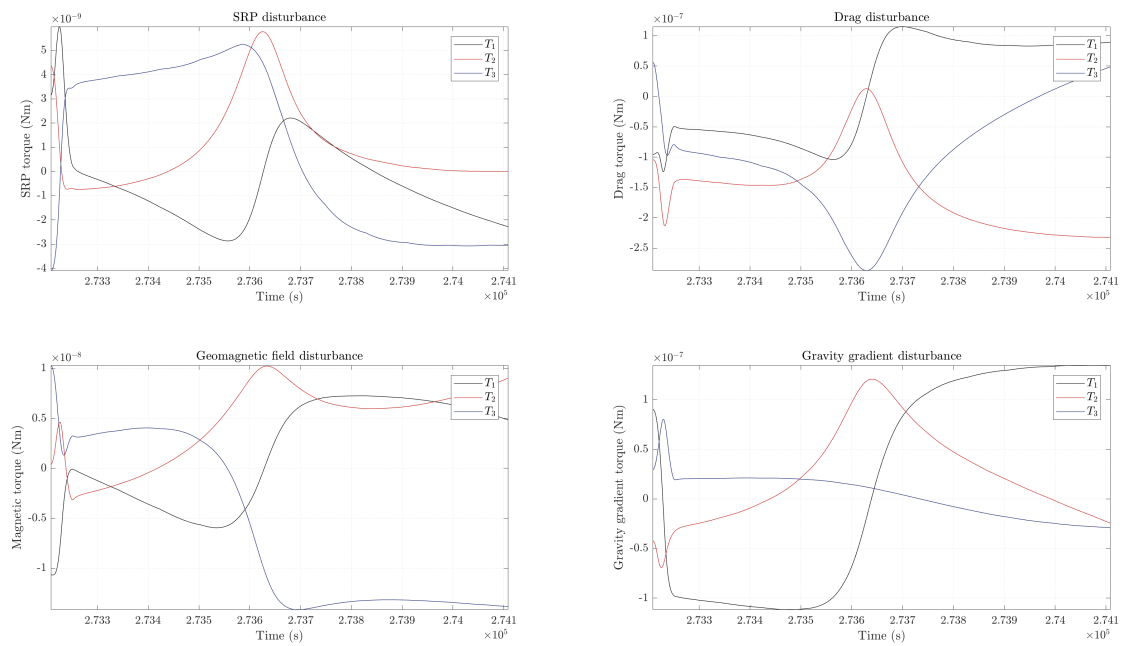 SRP disturbance
×10⁻⁹
T₁
T₂
T₃
5
4
3
2
1
0
-1
-2
-3
-4
SRP torque (Nm)
2.733 2.734 2.735 2.736 2.737 2.738 2.739 2.74 2.741
Time (s)
×10⁵
Drag disturbance
×10⁻⁷
T₁
T₂
T₃
1
0.5
0
-0.5
-1
-1.5
-2
-2.5
Drag torque (Nm)
2.733 2.734 2.735 2.736 2.737 2.738 2.739 2.74 2.741
Time (s)
×10⁵
Geomagnetic field disturbance
×10⁻⁸
T₁
T₂
T₃
1
0.5
0
-0.5
-1
Magnetic torque (Nm)
2.733 2.734 2.735 2.736 2.737 2.738 2.739 2.74 2.741
Time (s)
×10⁵
Gravity gradient disturbance
×10⁻⁷
T₁
T₂
T₃
1
0.5
0
-0.5
-1
Gravity gradient torque (Nm)
2.733 2.734 2.735 2.736 2.737 2.738 2.739 2.74 2.741
Time (s)
×10⁵